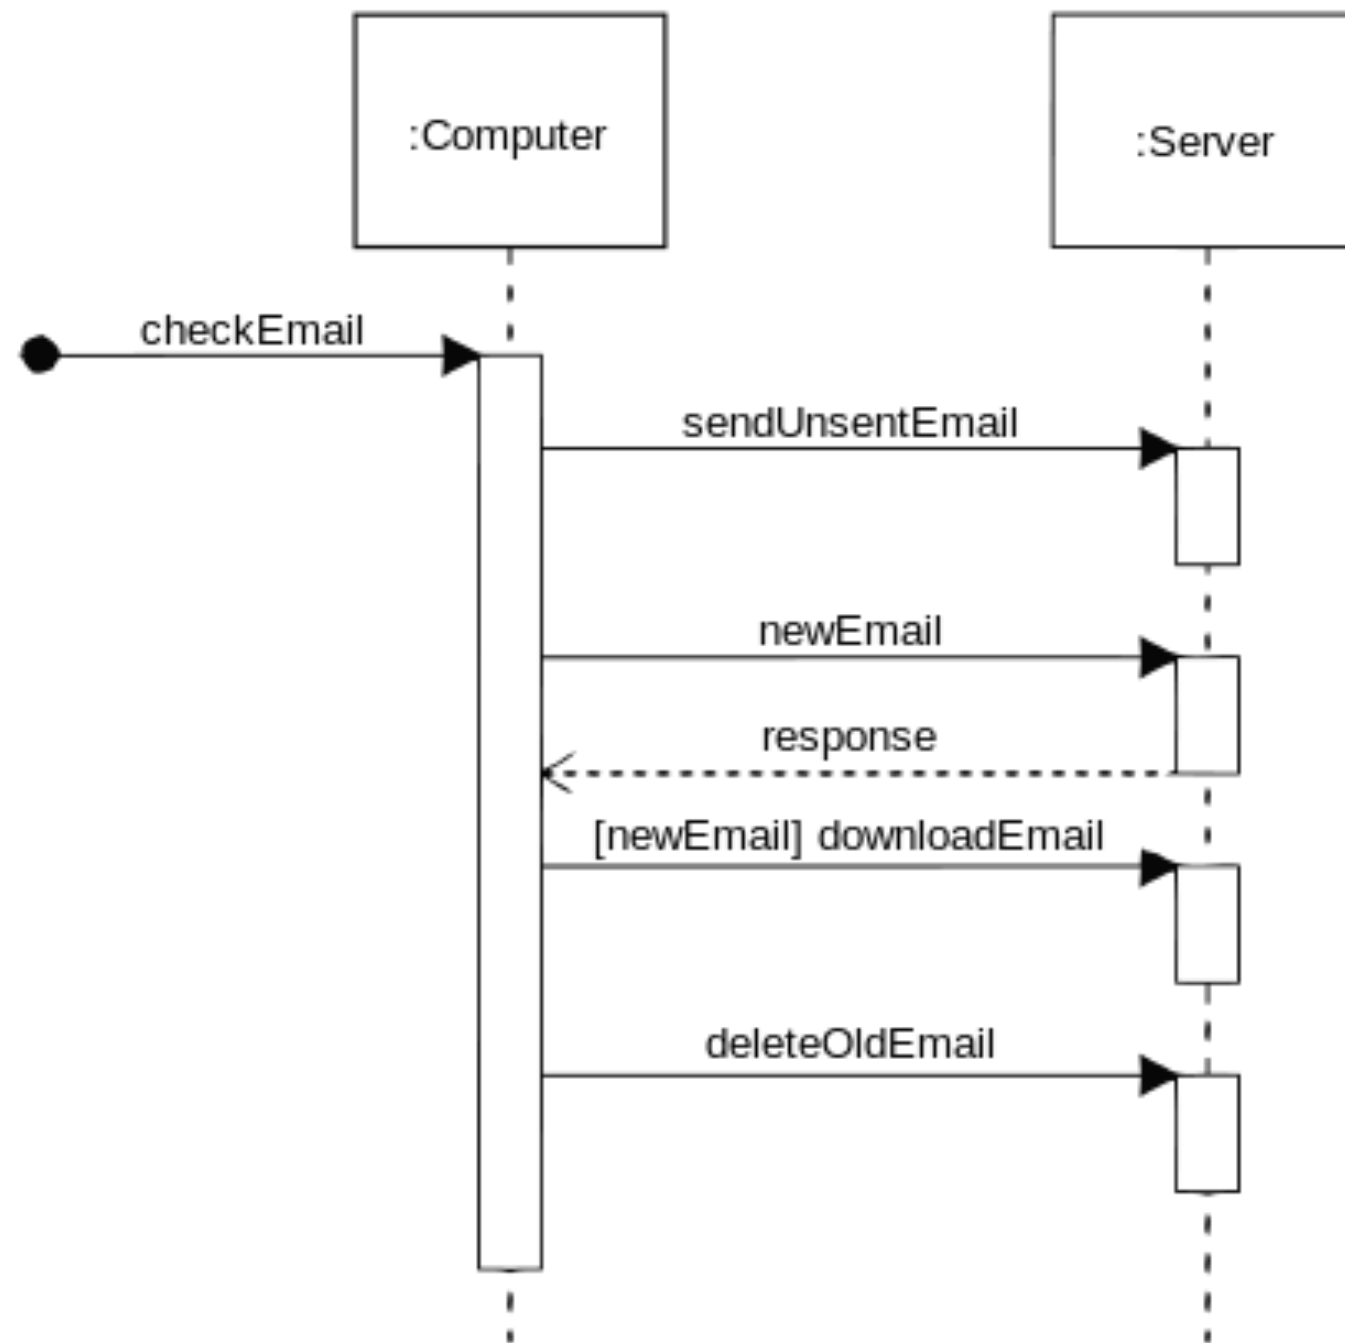 :Computer
:Server
checkEmail
sendUnsentEmail
newEmail
response
[newEmail] downloadEmail
deleteOldEmail